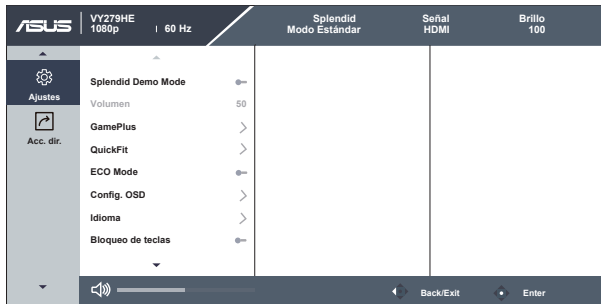 ASUS
VY279HE
1080p 60 Hz
Splendid
Modo Estándar
Señal
HDMI
Brillo
100
Ajustes
Acc. dir.
Splendid Demo Mode
Volumen 50
GamePlus
QuickFit
ECO Mode
Config. OSD
Idioma
Bloqueo de teclas
Back/Exit
Enter